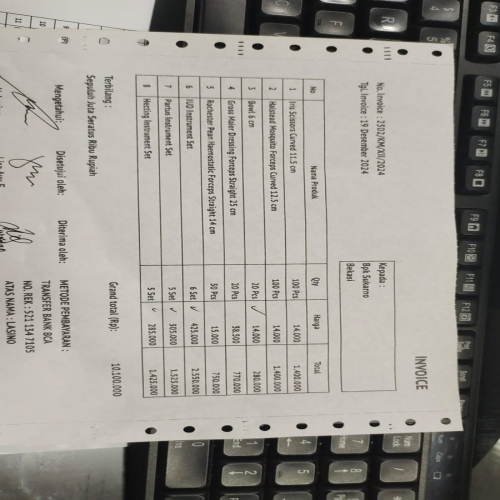 INVOICE
No. Invoice : 2502/KM/XII/2024
Tgl. Invoice : 19 Desember 2024
Kepada :
Bpk Sukarno
Bekasi
No Nama Produk Qty Harga Total
1 Iris Scissors Curved 11.5 cm 100 Pcs 14.000 1.400.000
2 Halstead Mosquito Forceps Curved 12.5 cm 100 Pcs 14.000 1.400.000
3 Bowl 6 cm 20 Pcs 14.000 280.000
4 Gross Maier Dressing Forceps Straight 25 cm 20 Pcs 38.500 770.000
5 Rochester Pean Haemostatic Forceps Straight 14 cm 50 Pcs 15.000 750.000
6 IUD Instrument Set 6 Set 425.000 2.550.000
7 Partus Instrument Set 5 Set 305.000 1.525.000
8 Hecting Instrument Set 5 Set 285.000 1.425.000
Grand total (Rp): 10.100.000
Terbilang :
Sepuluh Juta Seratus Ribu Rupiah
Mengetahui: Disetujui oleh: Diterima oleh:
METODE PEMBAYARAN :
TRANSFER BANK BCA
NO. REK : 521 134 7105
ATAS NAMA : LASINO